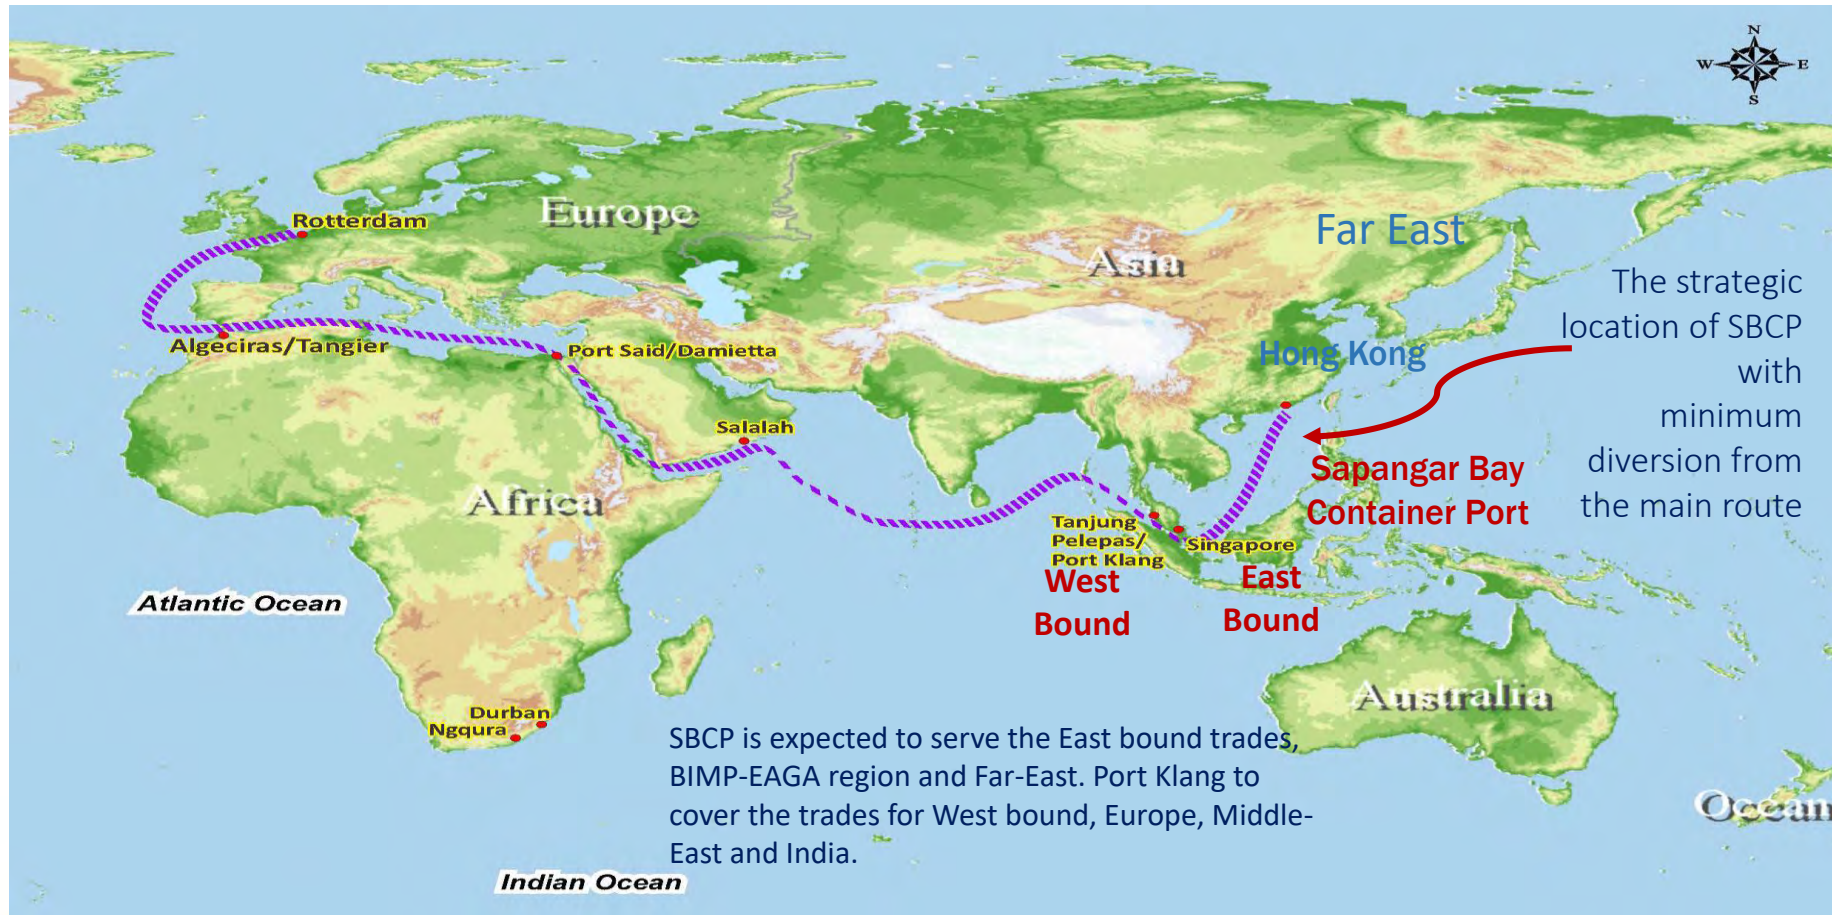 N
W
E
S
Rotterdam
Europe
Asia
Far East
The strategic
location of SBCP
with
minimum
diversion from
the main route
Hong Kong
Algeciras/Tangier
Port Said/Damietta
Salalah
Africa
Sapangar Bay
Container Port
Tanjung
Pelepas/
Port Klang
Singapore
West
Bound
East
Bound
Atlantic Ocean
Australia
Durban
Ngqura
SBCP is expected to serve the East bound trades,
BIMP-EAGA region and Far-East. Port Klang to
cover the trades for West bound, Europe, Middle-
East and India.
Ocean
Indian Ocean